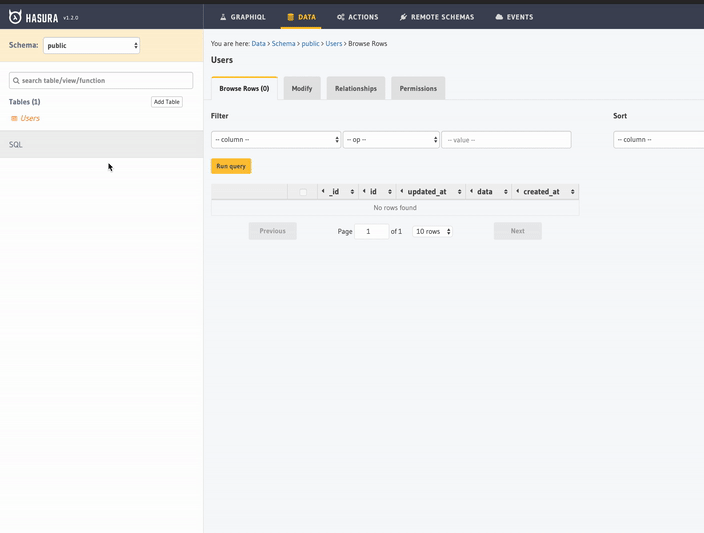 HASURA v1.2.0 GRAPHIQL DATA ACTIONS REMOTE SCHEMAS EVENTS
Schema: public
You are here: Data > Schema > public > Users > Browse Rows
Users
search table/view/function
Tables (1) Add Table
Users
SQL
Browse Rows (0) Modify Relationships Permissions
Filter Sort
-- column -- -- op -- -- value -- -- column --
Run query
_id id updated_at data created_at
No rows found
Previous Page 1 of 1 10 rows Next